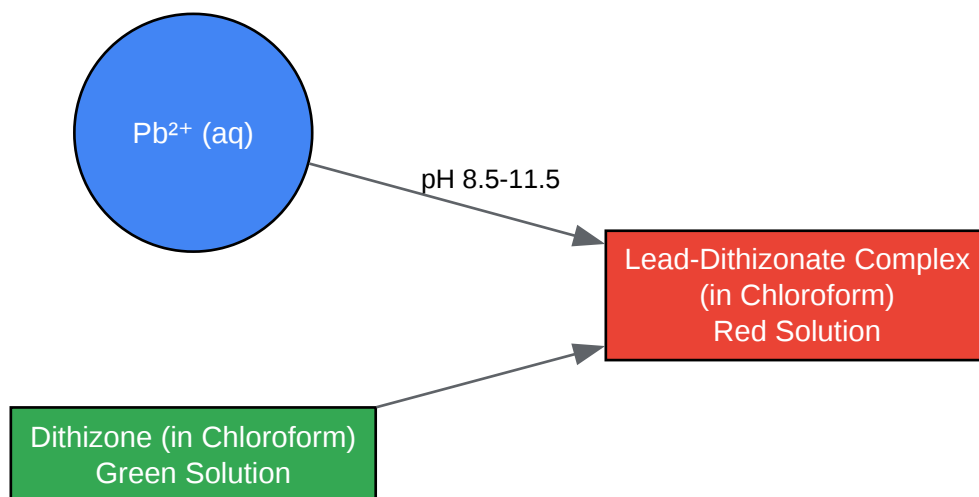 Pb²⁺ (aq)
pH 8.5-11.5
Lead-Dithizonate Complex
(in Chloroform)
Red Solution
Dithizone (in Chloroform)
Green Solution